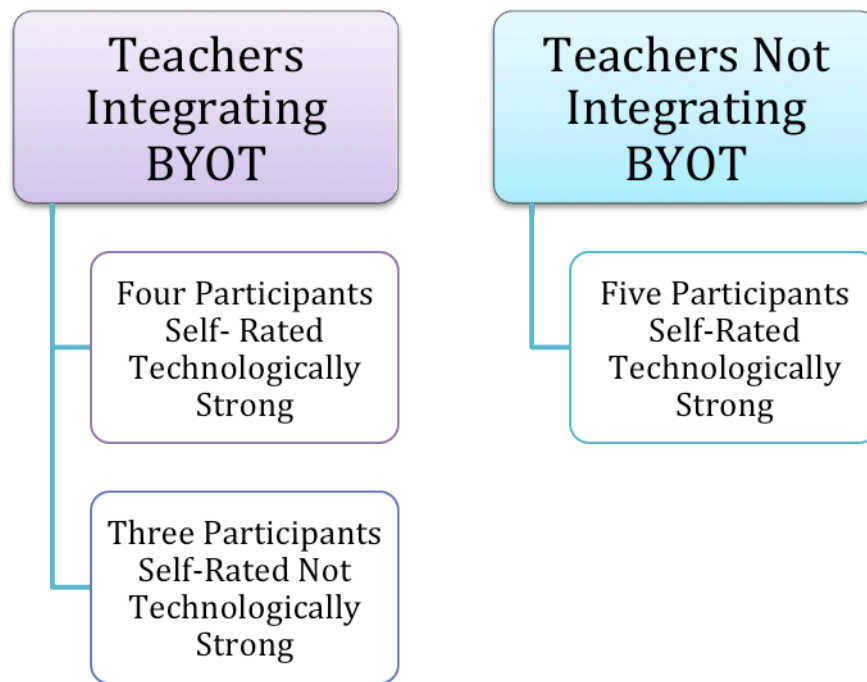 Teachers
Integrating
BYOT
Four Participants
Self- Rated
Technologically
Strong
Three Participants
Self-Rated Not
Technologically
Strong
Teachers Not
Integrating
BYOT
Five Participants
Self-Rated
Technologically
Strong